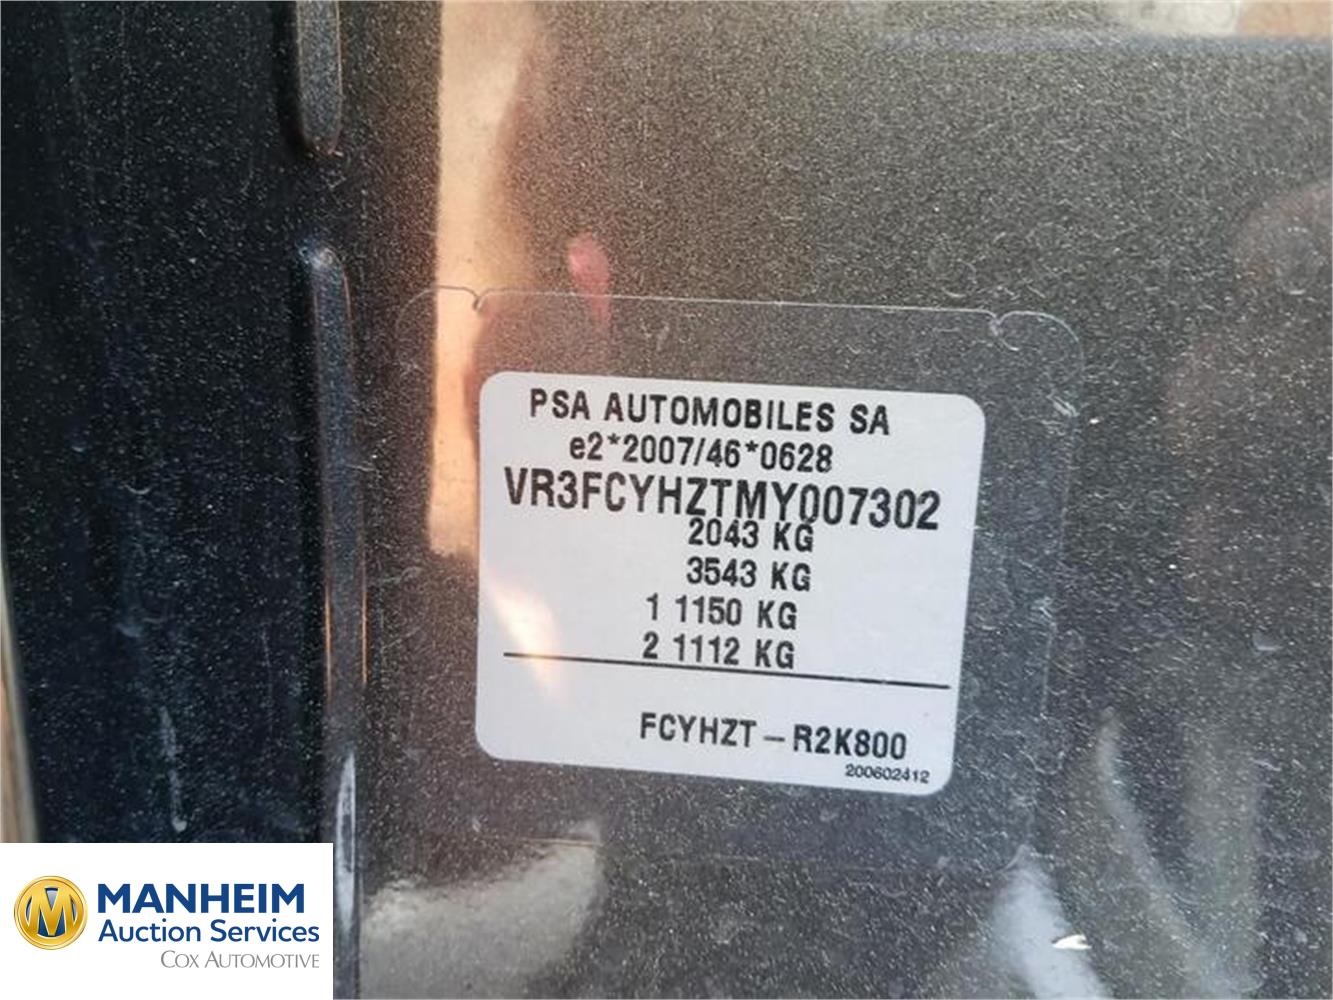 PSA AUTOMOBILES SA
e2*2007/46*0628
VR3FCYHZTMY007302
2043 KG
3543 KG
1 1150 KG
2 1112 KG
FCYHZT – R2K800
200602412
MANHEIM
Auction Services
COX AUTOMOTIVE